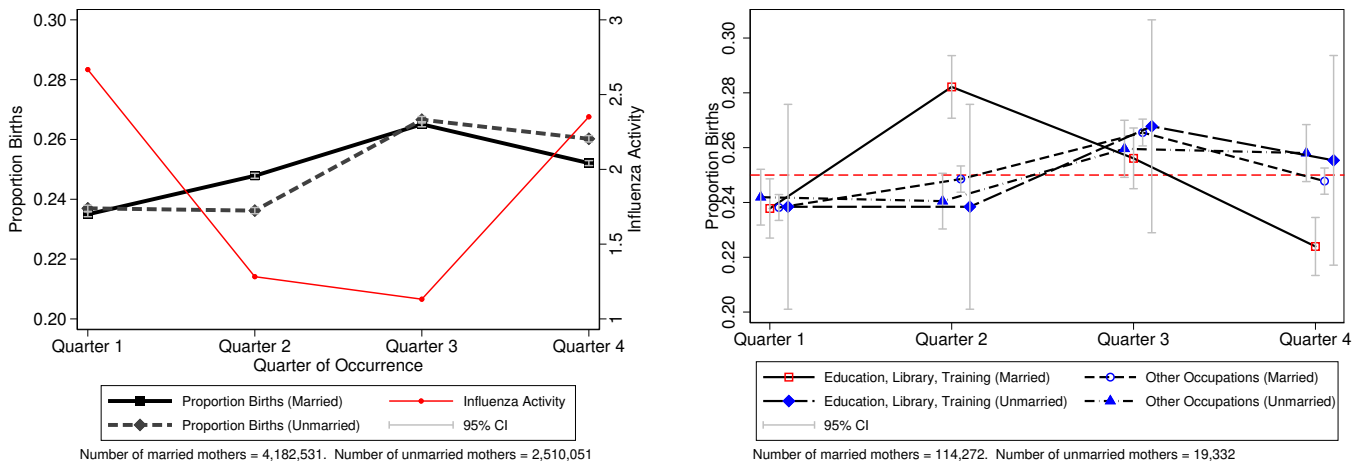 0.30
0.28
0.26
0.24
0.22
0.20
Proportion Births
3
2.5
2
1.5
1
Influenza Activity
Quarter 1 Quarter 2 Quarter 3 Quarter 4
Quarter of Occurrence
Proportion Births (Married) Influenza Activity
Proportion Births (Unmarried) 95% CI
Number of married mothers = 4,182,531. Number of unmarried mothers = 2,510,051
0.30
0.28
0.26
0.24
0.22
0.20
Proportion Births
Quarter 1 Quarter 2 Quarter 3 Quarter 4
Education, Library, Training (Married) Other Occupations (Married)
Education, Library, Training (Unmarried) Other Occupations (Unmarried)
95% CI
Number of married mothers = 114,272. Number of unmarried mothers = 19,332